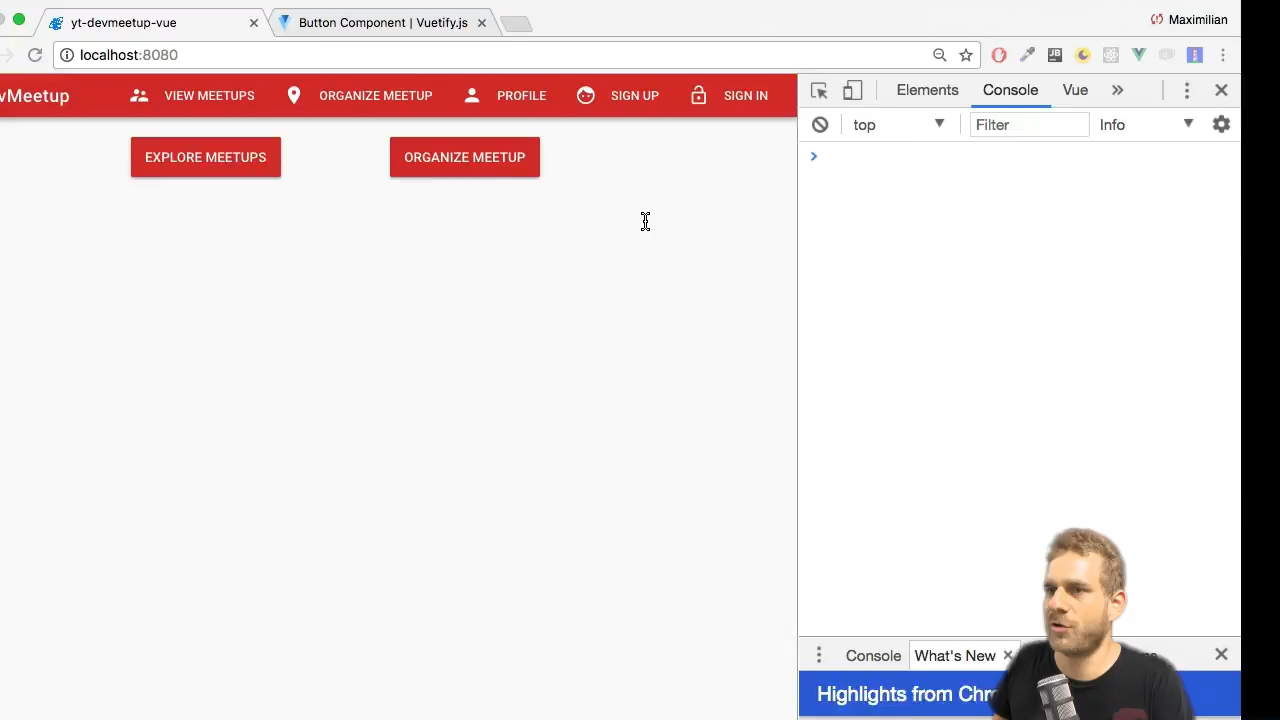 yt-devmeetup-vue
Button Component | Vuetify.js
Maximilian
localhost:8080
vMeetup
VIEW MEETUPS
ORGANIZE MEETUP
PROFILE
SIGN UP
SIGN IN
EXPLORE MEETUPS
ORGANIZE MEETUP
Elements
Console
Vue
top
Filter
Info
Console
What's New
Highlights from Chr